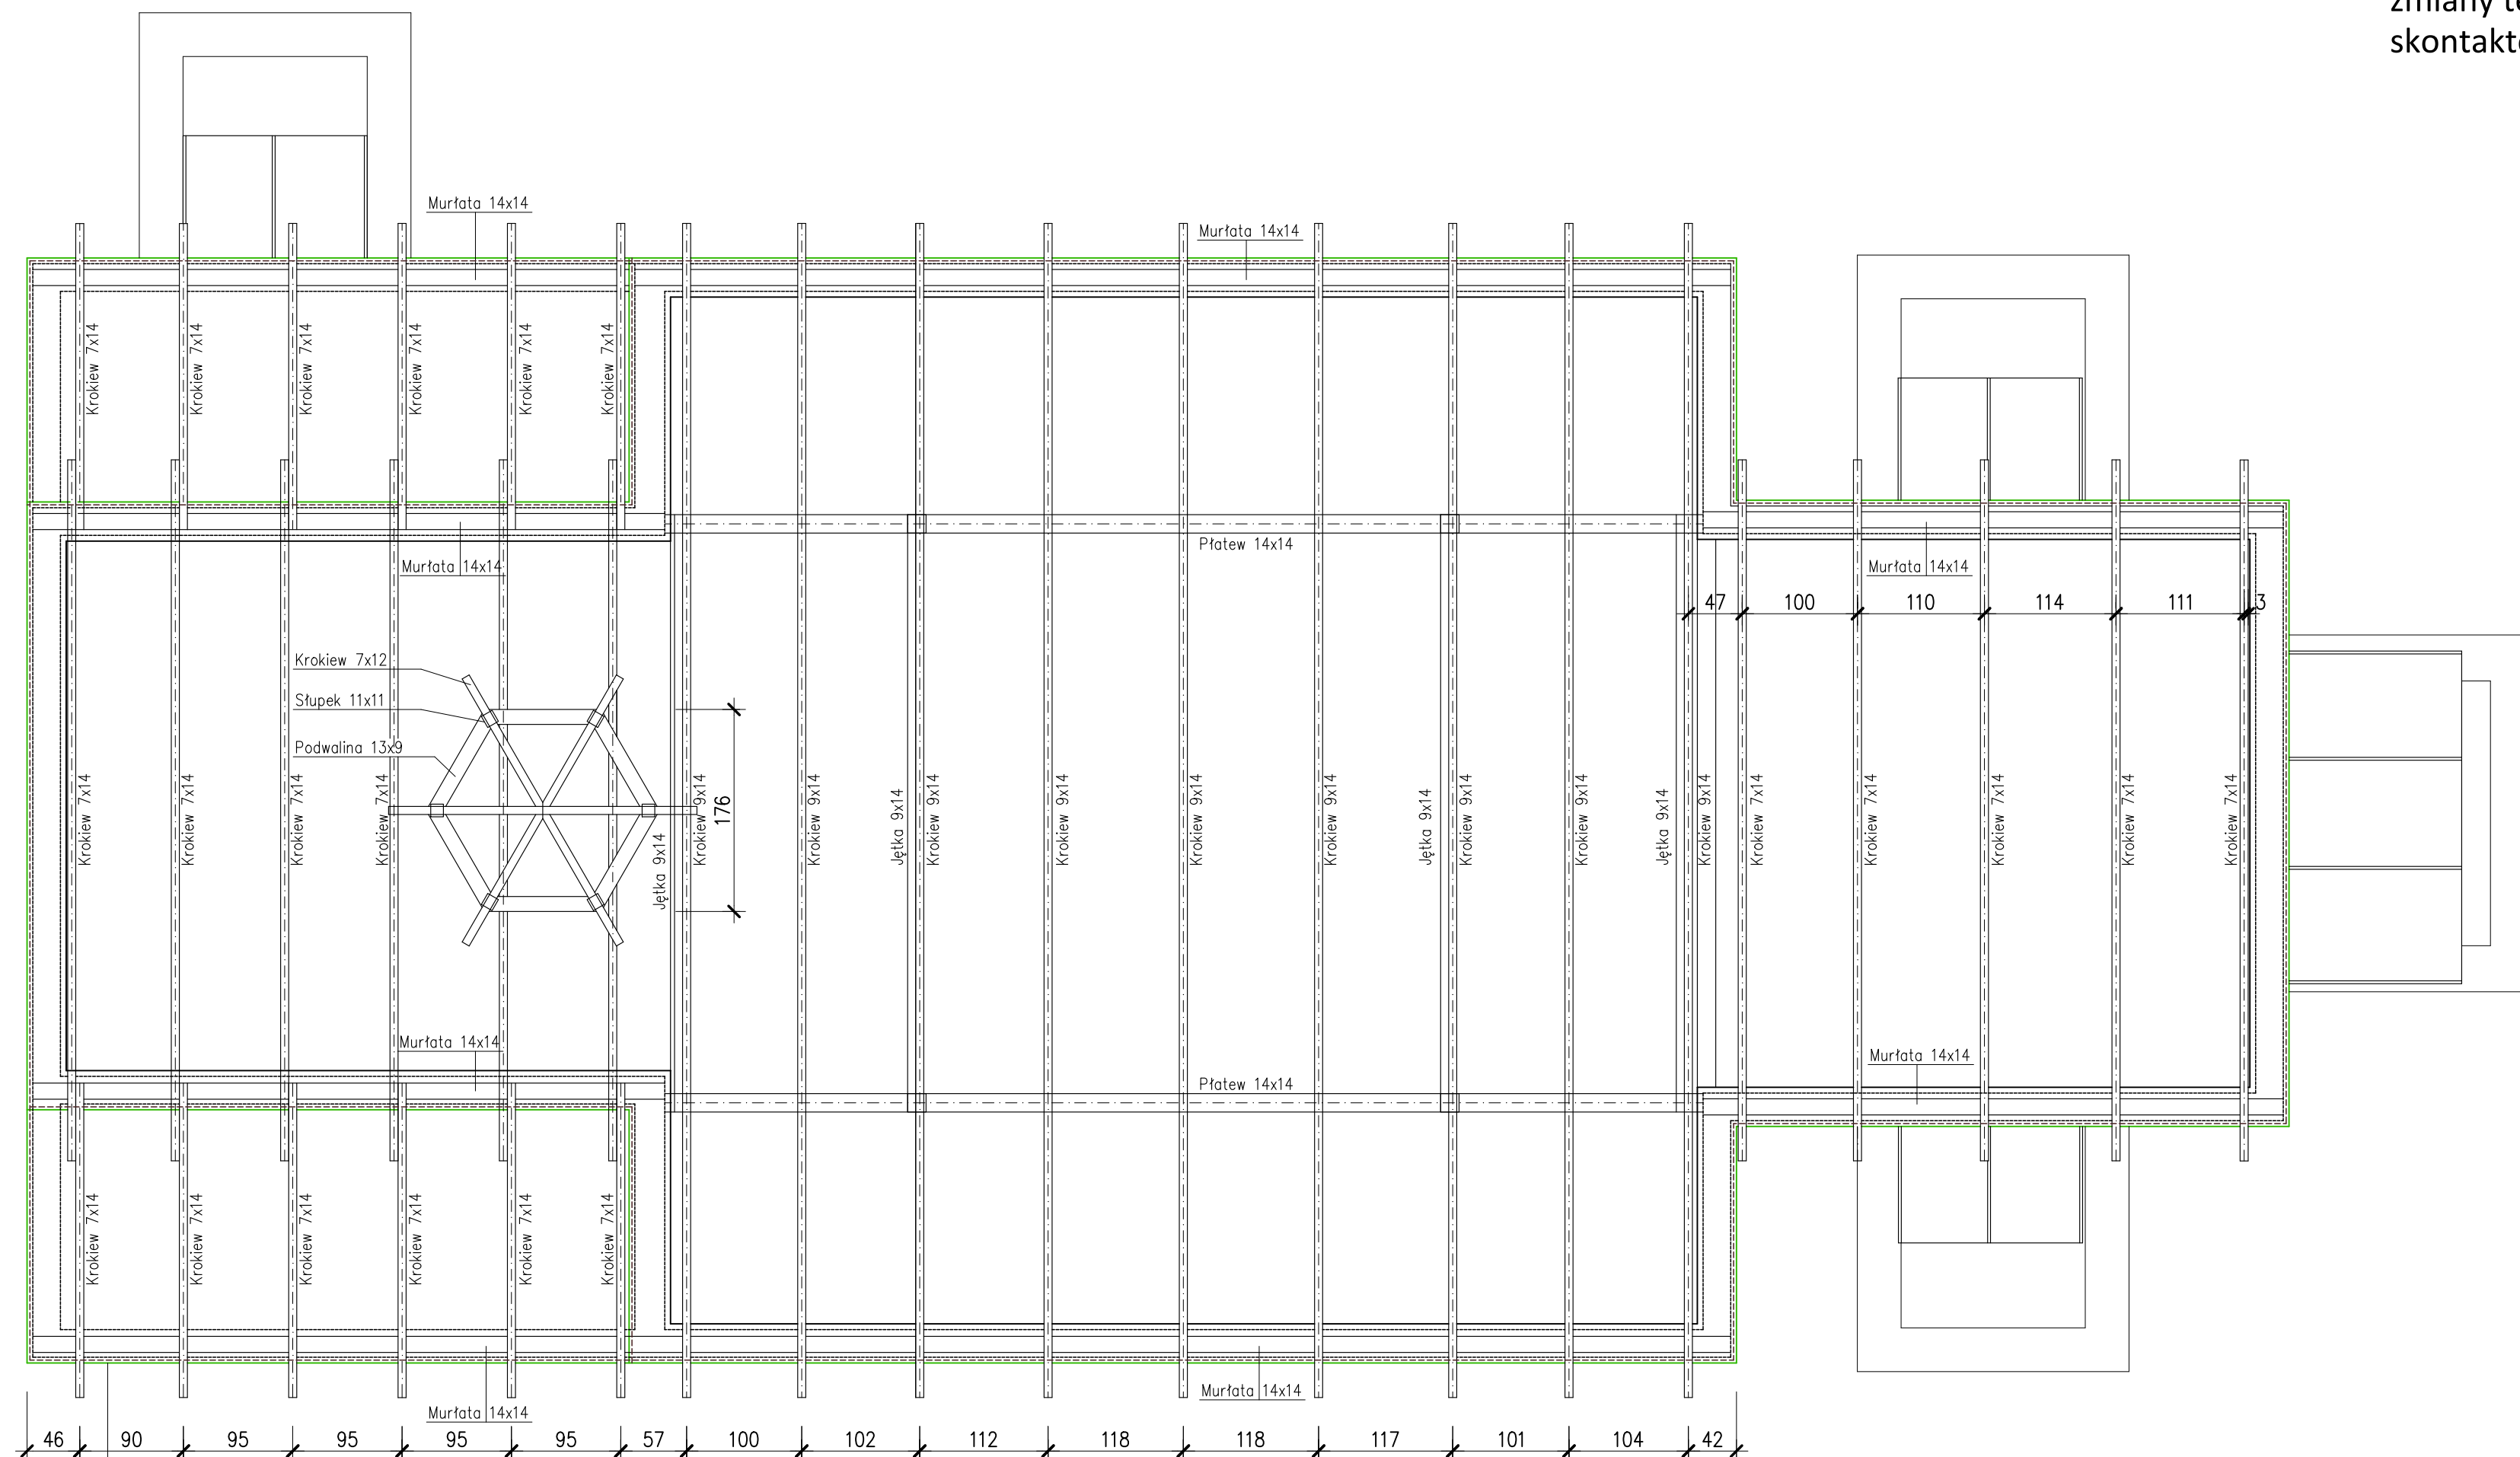 zmiany
Murłata 14x14
Murłata 14x14
Krokiew 7x14
Krokiew 7x14
Krokiew 7x14
Krokiew 7x14
Krokiew 7x14
Krokiew 7x14
Płatew 14x14
Murłata 14x14
Murłata 14x14
47
100
110
114
111
3
Krokiew 7x12
Słupek 11x11
Podwalina 13x9
176
Krokiew 7x14
Krokiew 7x14
Krokiew 7x14
Krokiew 7x14
Jętka 9x14
Krokiew 9x14
Krokiew 9x14
Jętka 9x14
Krokiew 9x14
Krokiew 9x14
Krokiew 9x14
Krokiew 9x14
Jętka 9x14
Krokiew 9x14
Krokiew 9x14
Jętka 9x14
Krokiew 9x14
Krokiew 7x14
Krokiew 7x14
Krokiew 7x14
Krokiew 7x14
Krokiew 7x14
Murłata 14x14
Murłata 14x14
Płatew 14x14
Krokiew 7x14
Krokiew 7x14
Krokiew 7x14
Krokiew 7x14
Krokiew 7x14
Krokiew 7x14
Murłata 14x14
Murłata 14x14
46
90
95
95
95
95
57
100
102
112
118
118
117
101
104
42